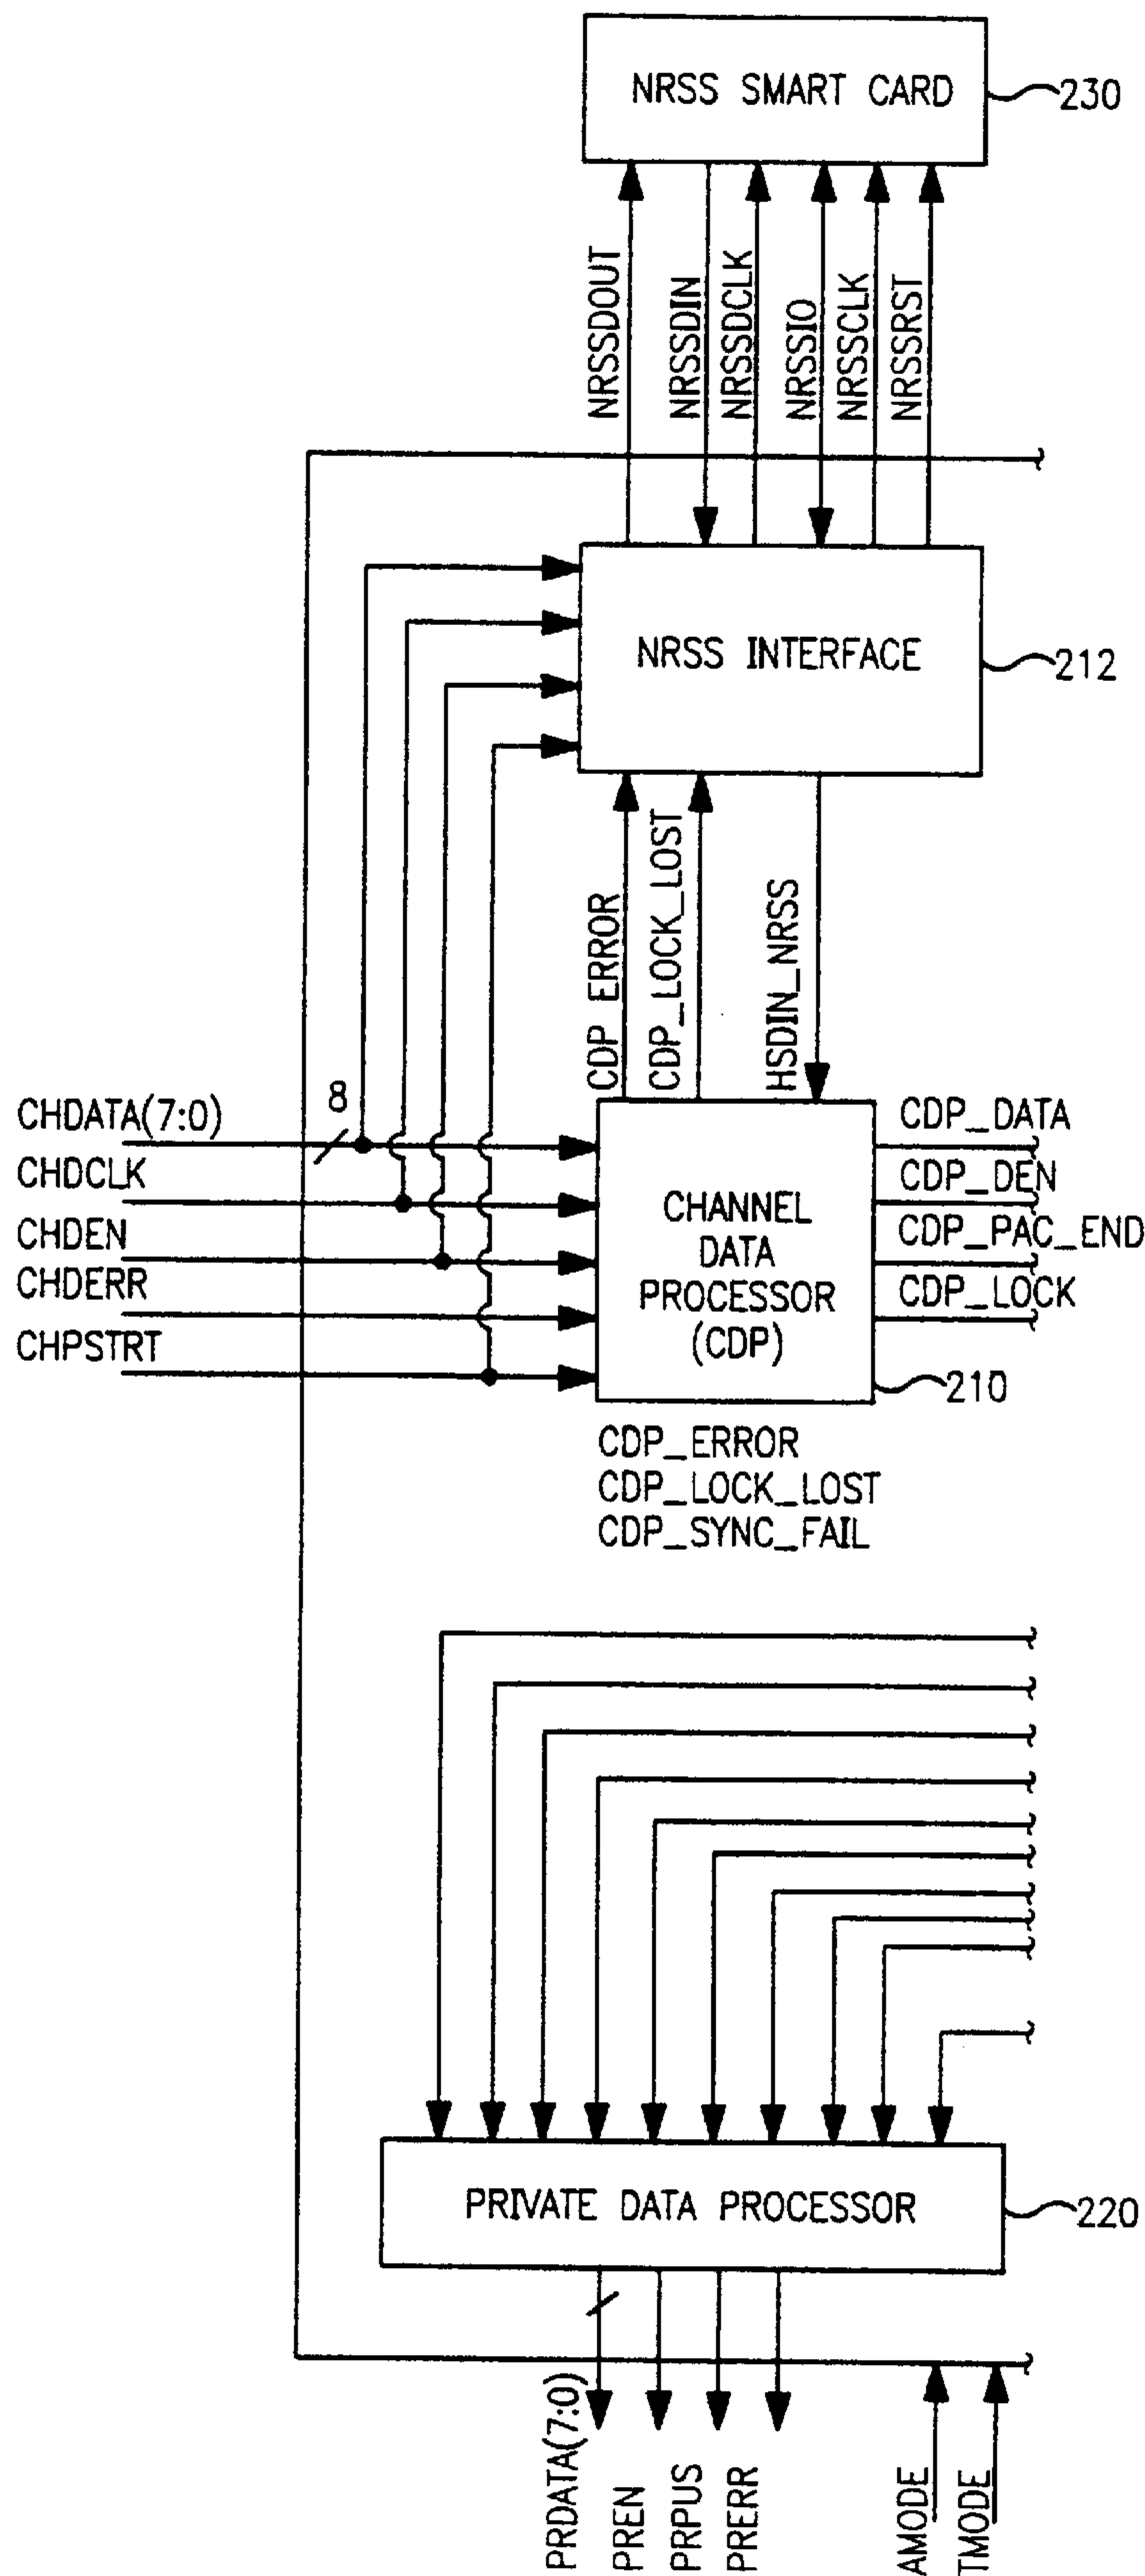 NRSS SMART CARD
230
NRSSDOUT
NRSSDIN
NRSSDCLK
NRSSIO
NRSSCLK
NRSSRST
NRSS INTERFACE
212
CDP_ERROR
CDP_LOCK_LOST
HSDIN_NRSS
8
CHDATA(7:0)
CHDCLK
CHDEN
CHDERR
CHPSTRT
CHANNEL
DATA
PROCESSOR
(CDP)
210
CDP_DATA
CDP_DEN
CDP_PAC_END
CDP_LOCK
CDP_ERROR
CDP_LOCK_LOST
CDP_SYNC_FAIL
PRIVATE DATA PROCESSOR
220
PRDATA(7:0)
PREN
PRPUS
PRERR
AMODE
TMODE